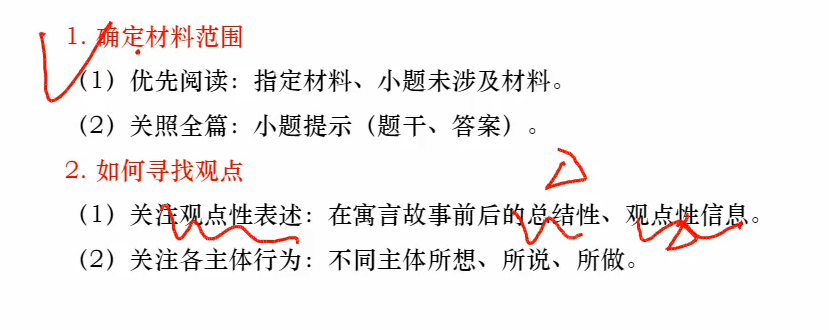 1. 确定材料范围
（1）优先阅读：指定材料、小题未涉及材料。
（2）关照全篇：小题提示（题干、答案）。
2. 如何寻找观点
（1）关注观点性表述：在寓言故事前后的总结性、观点性信息。
（2）关注各主体行为：不同主体所想、所说、所做。